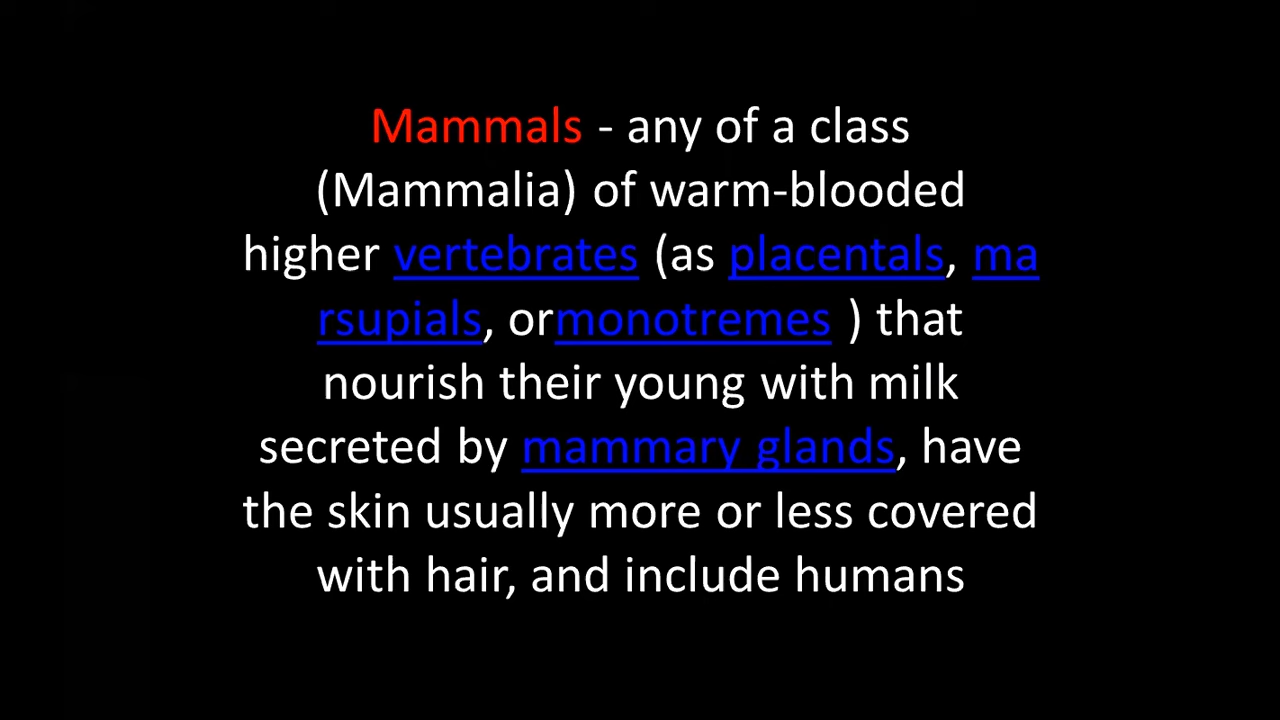 Mammals - any of a class
(Mammalia) of warm-blooded
higher vertebrates (as placentals, ma
rsupials, ormonotremes ) that
nourish their young with milk
secreted by mammary glands, have
the skin usually more or less covered
with hair, and include humans